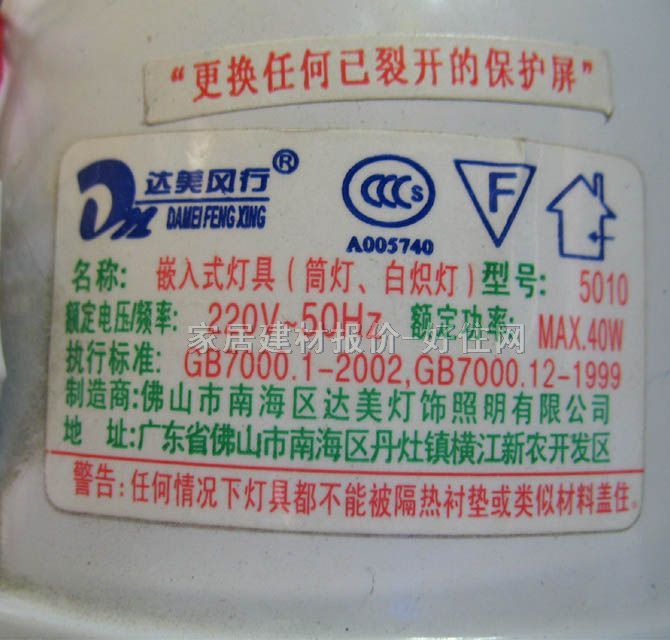 “更换任何已裂开的保护屏”
达美风行®
DAMEI FENG XING
CCC S
A005740
F
名称: 嵌入式灯具（筒灯、白炽灯） 型号: 5010
额定电压/频率: 220V~50Hz 额定功率: MAX.40W
家居建材报价-好住网
执行标准: GB7000.1-2002,GB7000.12-1999
制造商:佛山市南海区达美灯饰照明有限公司
地 址:广东省佛山市南海区丹灶镇横江新农开发区
警告:任何情况下灯具都不能被隔热衬垫或类似材料盖住.